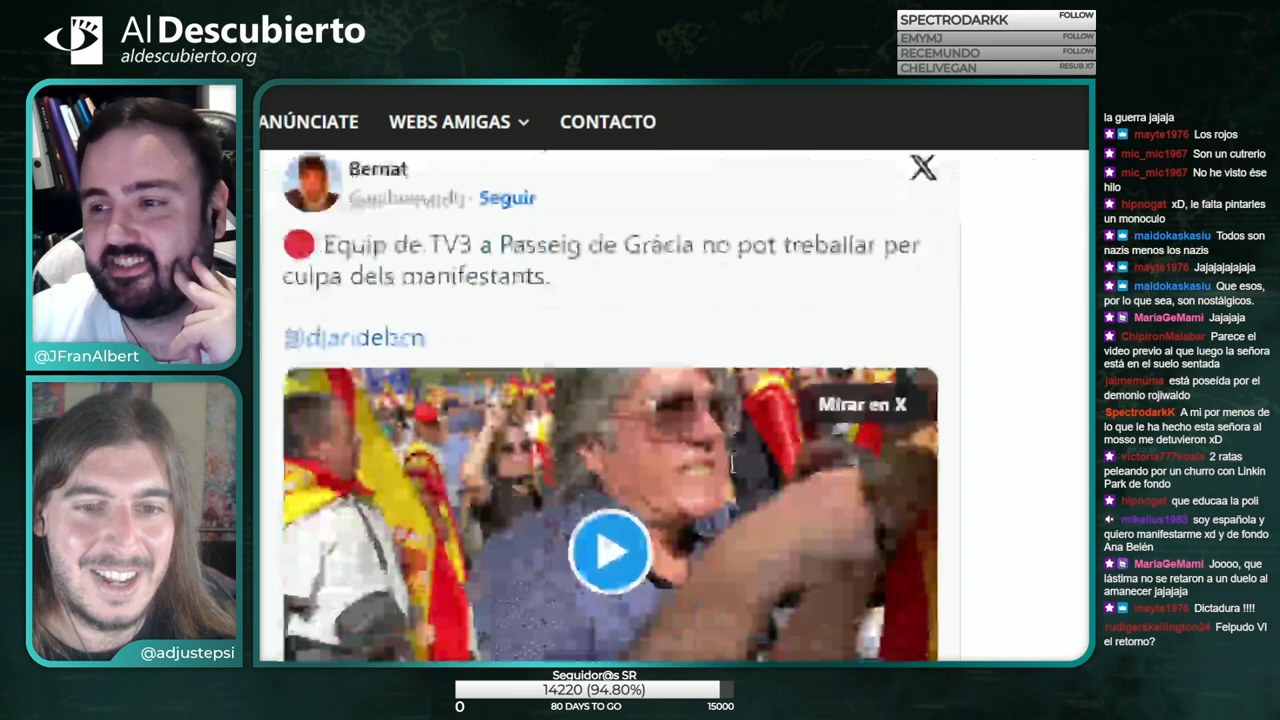 Al Descubierto
aldescubierto.org
SPECTRODARKK FOLLOW
EMYMJ FOLLOW
RECEMUNDO FOLLOW
CHELIVEGAN RESUB X7
@JFranAlbert
@adjustepsi
ANÚNCIATE WEBS AMIGAS CONTACTO
Bernat
· Seguir
Equip de TV3 a Passeig de Gràcia no pot treballar per
culpa dels manifestants.
@diaridebcn
Mirar en X
la guerra jajaja
mayte1976 Los rojos
mic_mic1967 Son un cutrerio
mic_mic1967 No he visto ése
hilo
hipnogat xD, le falta pintarles
un monoculo
maidokaskasiu Todos son
nazis menos los nazis
mayte1976 Jajajajajajaja
maidokaskasiu Que esos,
por lo que sea, son nostálgicos.
MariaGeMami Jajajaja
ChipironMalabar Parece el
video previo al que luego la señora
está en el suelo sentada
jaimemuma está poseída por el
demonio rojiwaldo
SpectrodarkK A mi por menos de
lo que le ha hecho esta señora al
mosso me detuvieron xD
victoria777koala 2 ratas
peleando por un churro con Linkin
Park de fondo
hipnogat que educaa la poli
mikelius1983 soy española y
quiero manifestarme xd y de fondo
Ana Belén
MariaGeMami Joooo, que
lástima no se retaron a un duelo al
amanecer jajajaja
mayte1976 Dictadura !!!!
rudigerskellington24 Felpudo VI
el retorno?
Seguidor@s SR
14220 (94.80%)
0 80 DAYS TO GO 15000